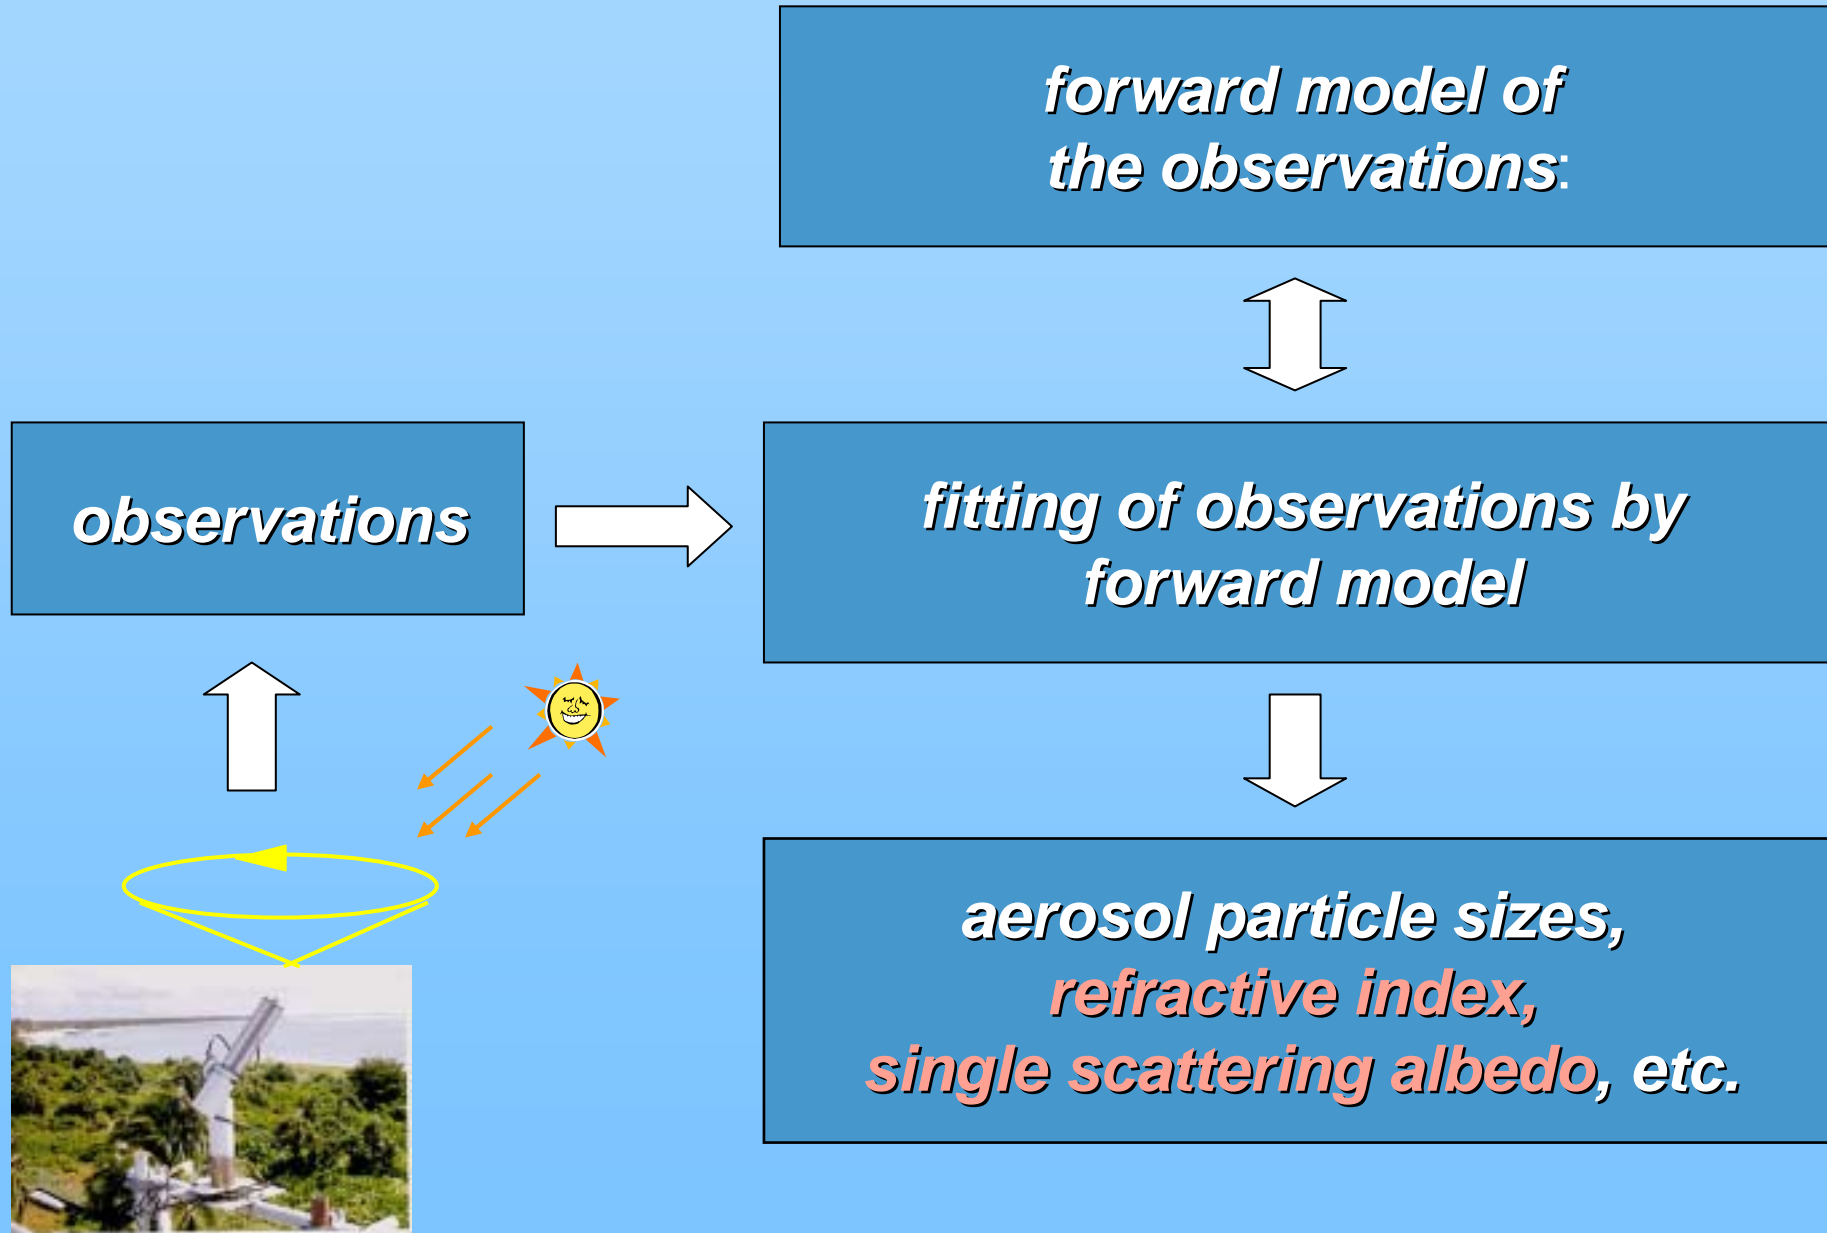 forward model of
the observations:
observations
fitting of observations by
forward model
aerosol particle sizes,
refractive index,
single scattering albedo, etc.